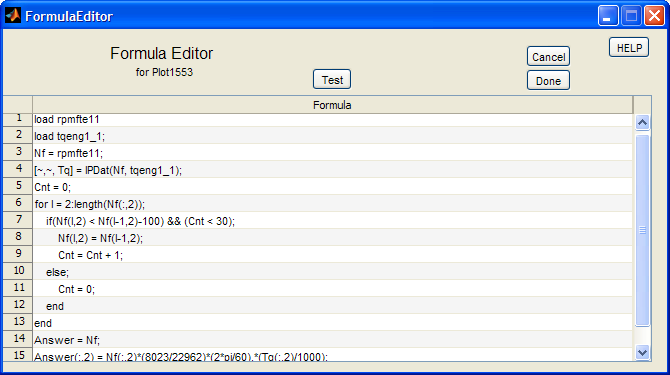 FormulaEditor
Formula Editor
for Plot1553
Test
Cancel
Done
HELP
Formula
1 load rpmfte11
2 load tqeng1_1;
3 Nf = rpmfte11;
4 [~,~, Tq] = IPDat(Nf, tqeng1_1);
5 Cnt = 0;
6 for I = 2:length(Nf(:,2));
7 if(Nf(I,2) < Nf(I-1,2)-100) && (Cnt < 30);
8 Nf(I,2) = Nf(I-1,2);
9 Cnt = Cnt + 1;
10 else;
11 Cnt = 0;
12 end
13 end
14 Answer = Nf;
15 Answer(:,2) = Nf(:,2)*(8023/22962)*(2*pi/60).*(Tq(:,2)/1000);